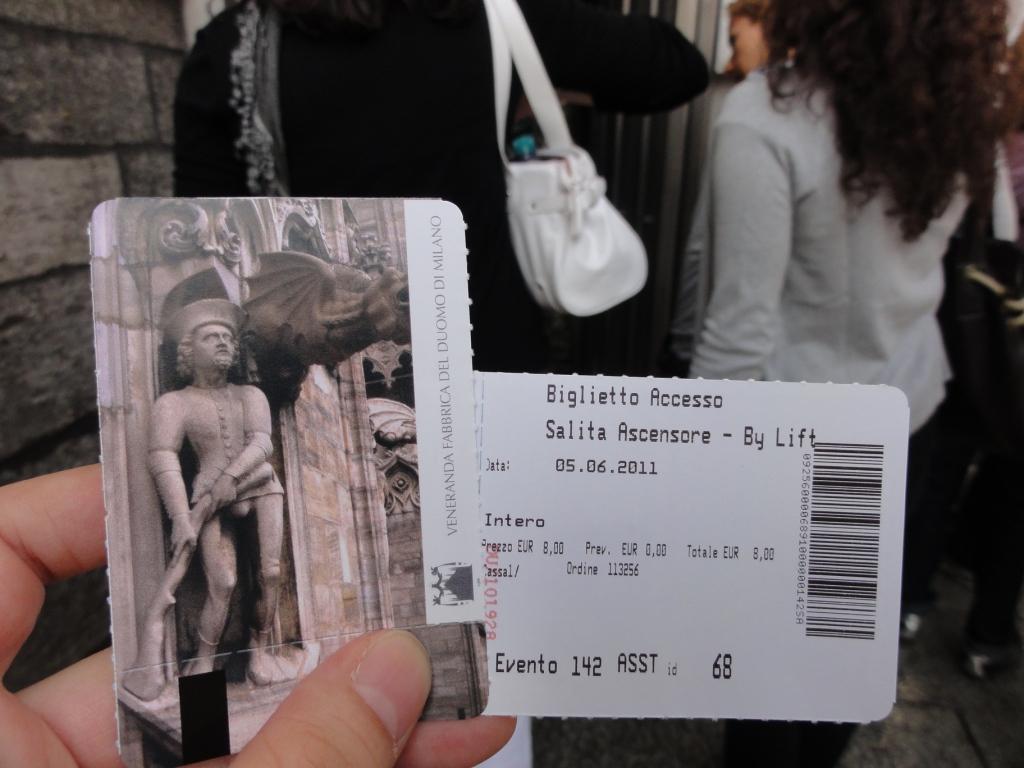 VENERANDA FABBRICA DEL DUOMO DI MILANO
Biglietto Accesso
Salita Ascensore - By Lift
Data: 05.06.2011
Intero
Prezzo EUR 8,00 Prev. EUR 0,00 Totale EUR 8,00
Ordine 113256
Evento 142 ASST id 68